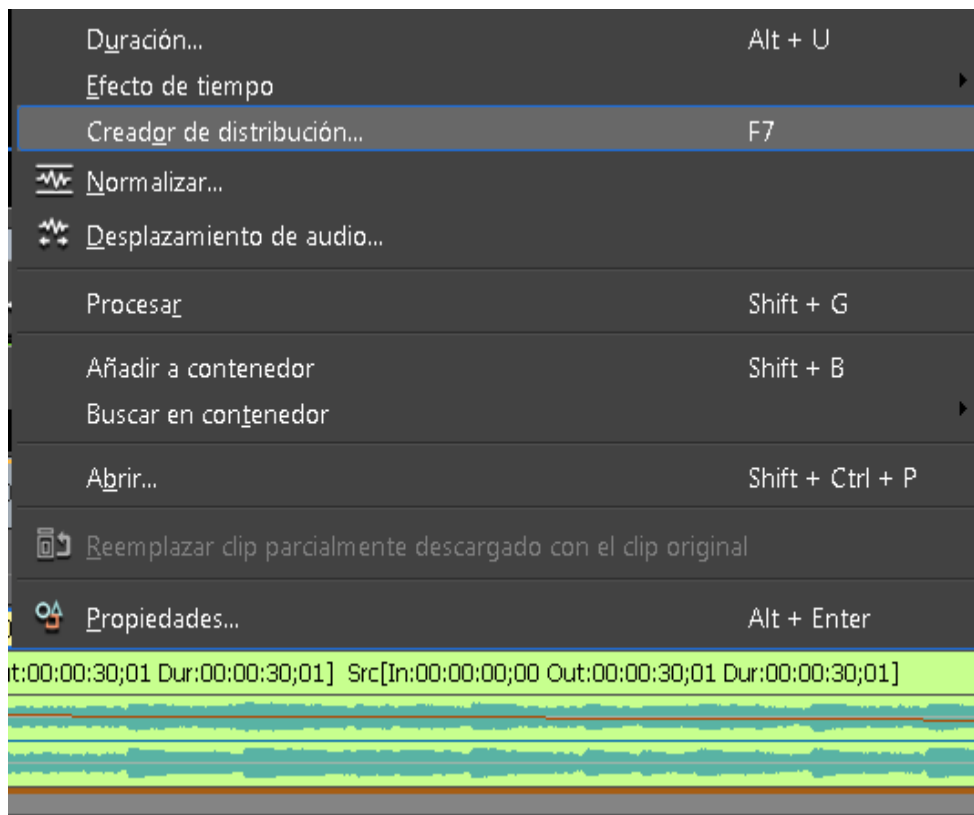 Duración... Alt + U
Efecto de tiempo
Creador de distribución... F7
Normalizar...
Desplazamiento de audio...
Procesar Shift + G
Añadir a contenedor Shift + B
Buscar en contenedor
Abrir... Shift + Ctrl + P
Reemplazar clip parcialmente descargado con el clip original
Propiedades... Alt + Enter
:00:00:30;01 Dur:00:00:30;01] Src[In:00:00:00;00 Out:00:00:30;01 Dur:00:00:30;01]